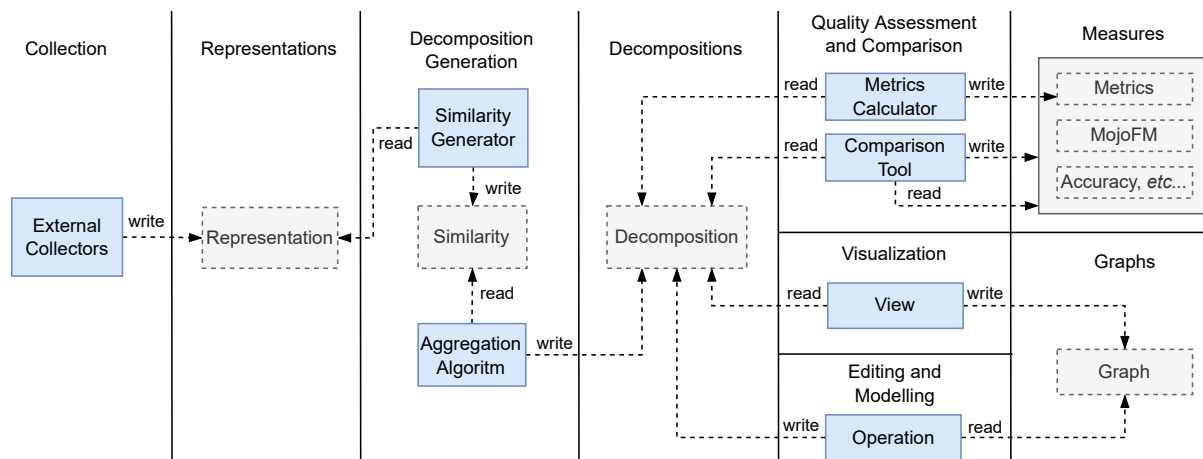 Collection
Representations
Decomposition
Generation
Decompositions
Quality Assessment
and Comparison
Measures
External
Collectors
write
Representation
read
Similarity
Generator
write
Similarity
read
Aggregation
Algoritm
write
Decomposition
read
Metrics
Calculator
write
read
Comparison
Tool
write
read
Metrics
MojoFM
Accuracy, etc...
Visualization
Graphs
read
View
write
Graph
Editing and
Modelling
write
Operation
read